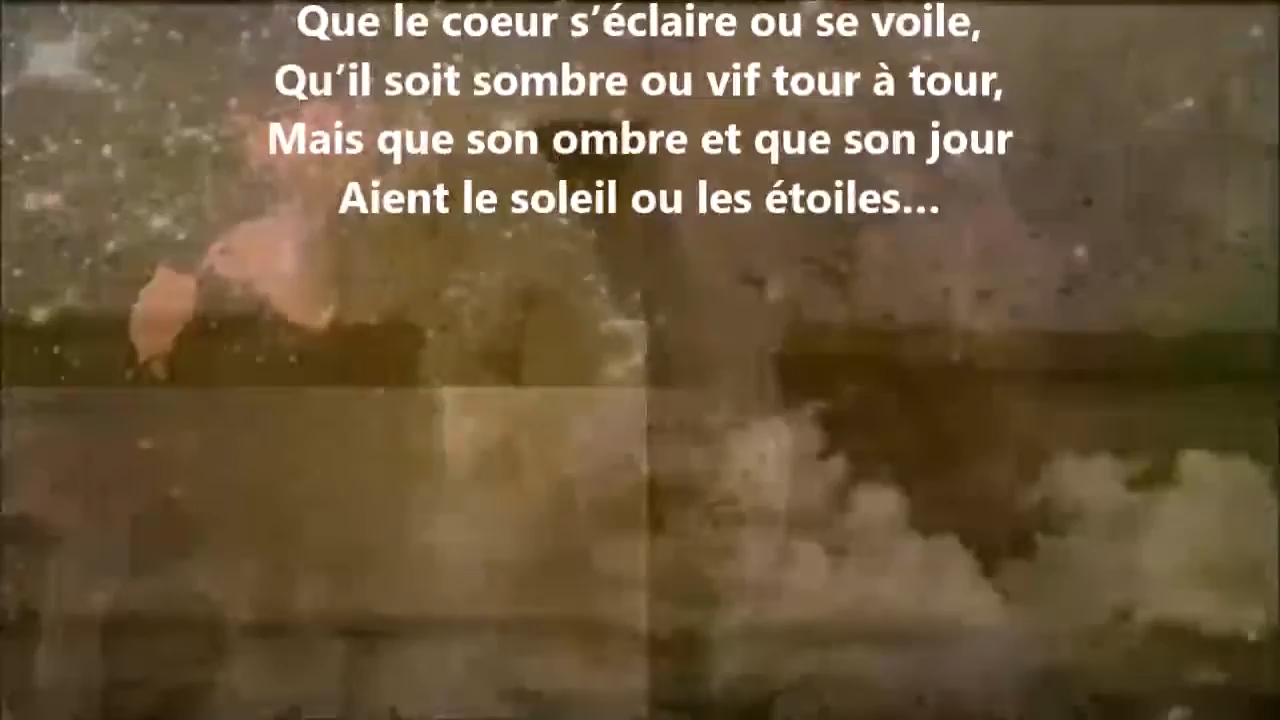 Que le coeur s’éclaire ou se voile,
Qu’il soit sombre ou vif tour à tour,
Mais que son ombre et que son jour
Aient le soleil ou les étoiles…